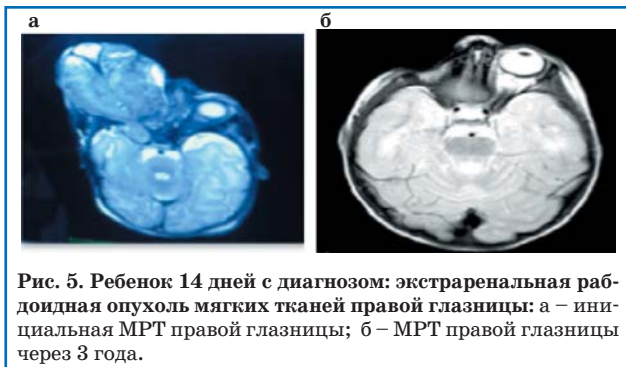 а б
Рис. 5. Ребенок 14 дней с диагнозом: экстраренальная раб-
доидная опухоль мягких тканей правой глазницы: а – ини-
циальная МРТ правой глазницы; б – МРТ правой глазницы
через 3 года.